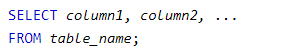 SELECT column1, column2, ...
FROM table_name;